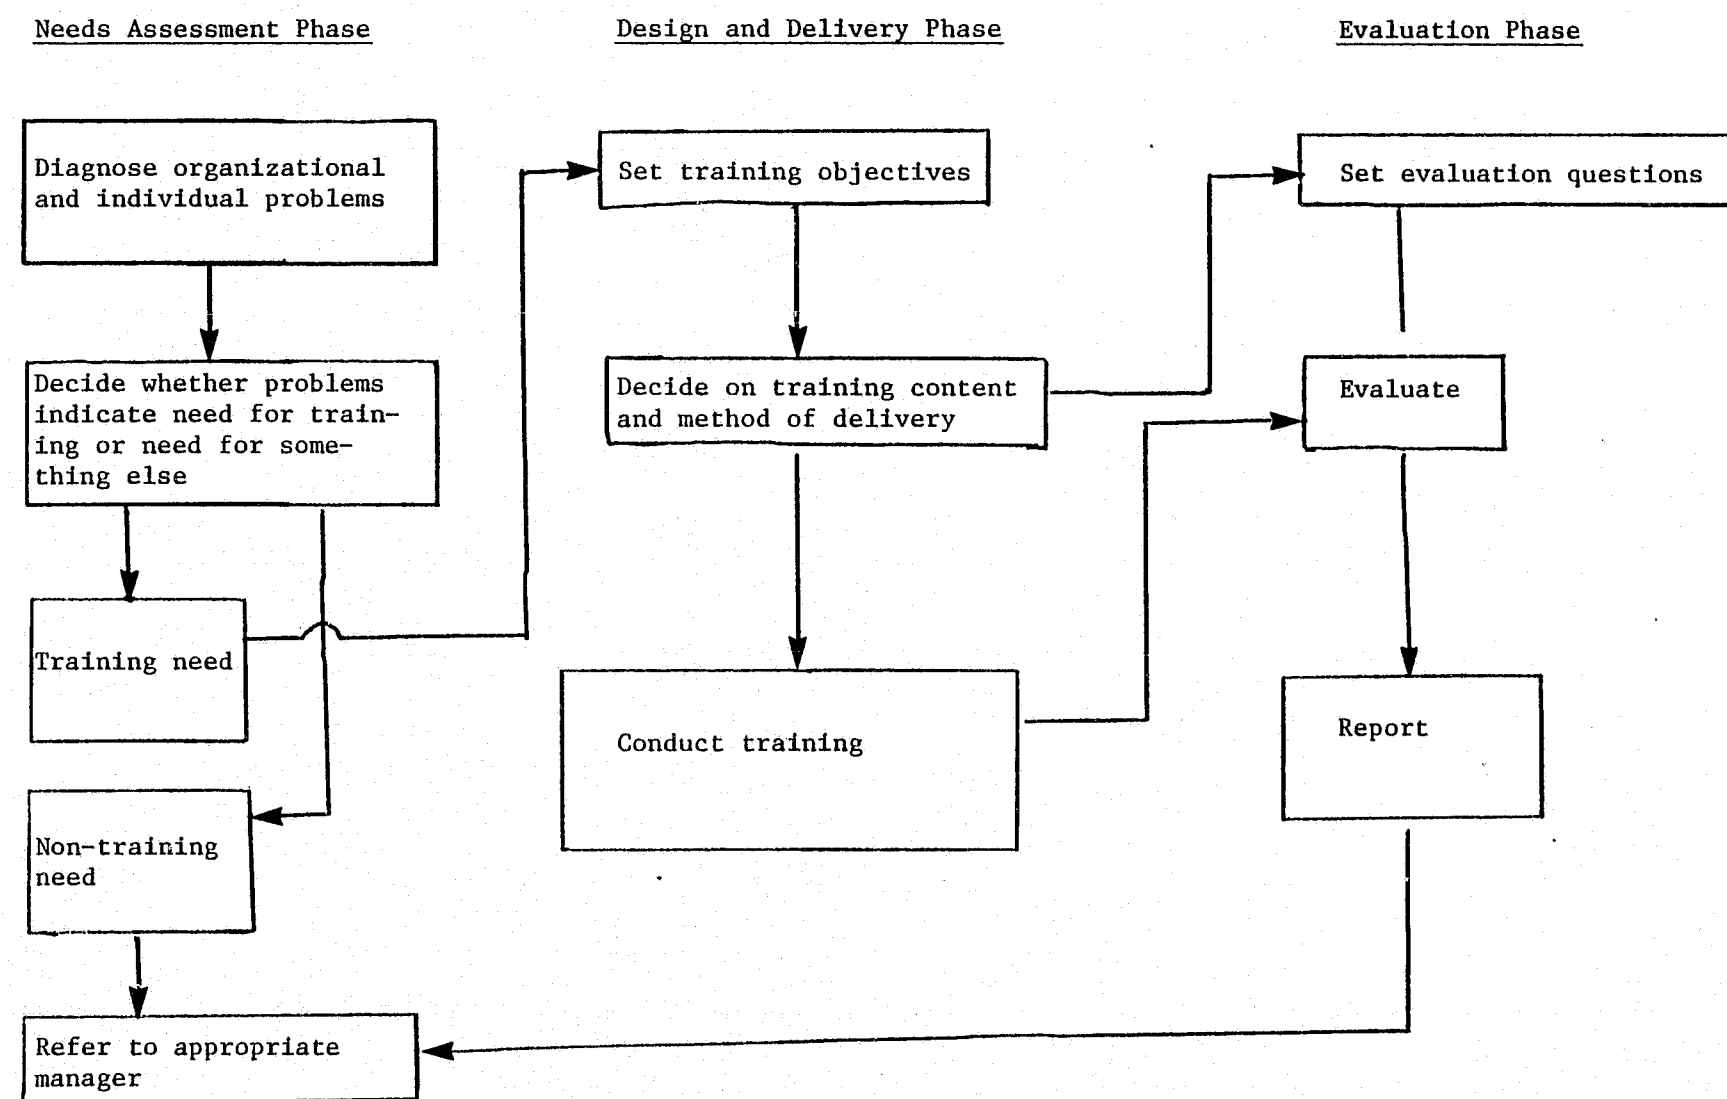 Needs Assessment Phase
Diagnose organizational
and individual problems
Decide whether problems
indicate need for train-
ing or need for some-
thing else
Training need
Non-training
need
Refer to appropriate
manager
Design and Delivery Phase
Set training objectives
Decide on training content
and method of delivery
Conduct training
Evaluation Phase
Set evaluation questions
Evaluate
Report